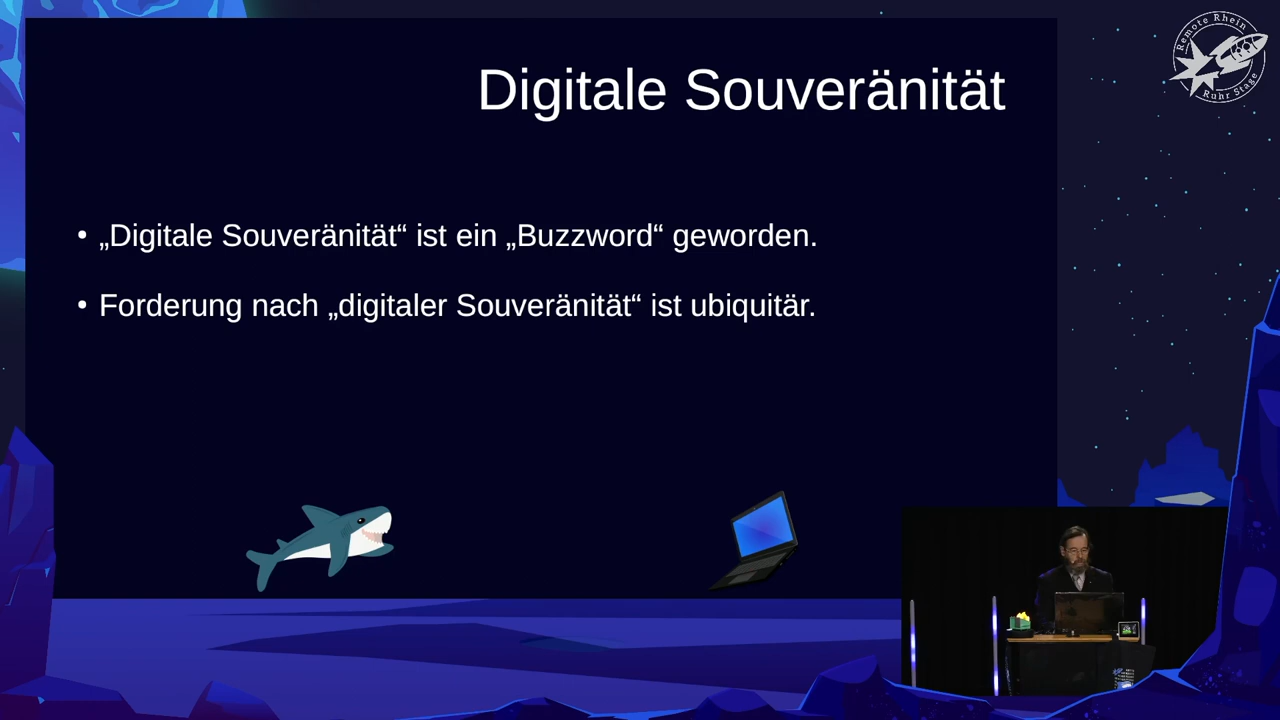 Remote Rhein
Ruhr Stage
Digitale Souveränität
• „Digitale Souveränität“ ist ein „Buzzword“ geworden.
• Forderung nach „digitaler Souveränität“ ist ubiquitär.